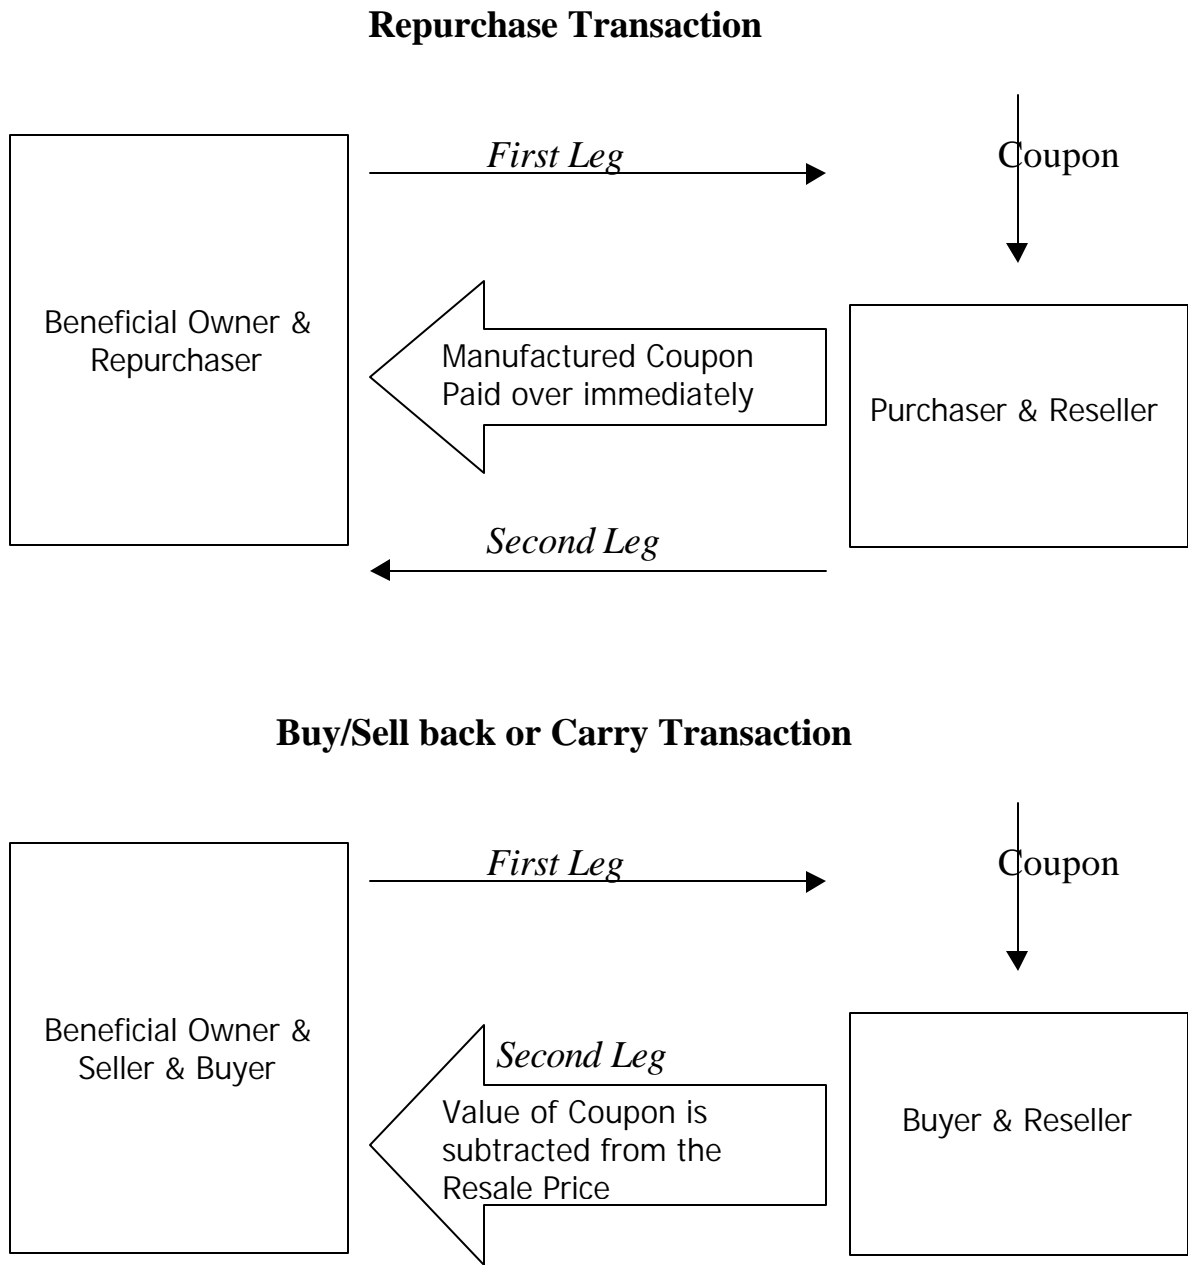 Repurchase Transaction
First Leg
Coupon
Beneficial Owner &
Repurchaser
Manufactured Coupon
Paid over immediately
Purchaser & Reseller
Second Leg
Buy/Sell back or Carry Transaction
First Leg
Coupon
Beneficial Owner &
Seller & Buyer
Second Leg
Value of Coupon is
subtracted from the
Resale Price
Buyer & Reseller